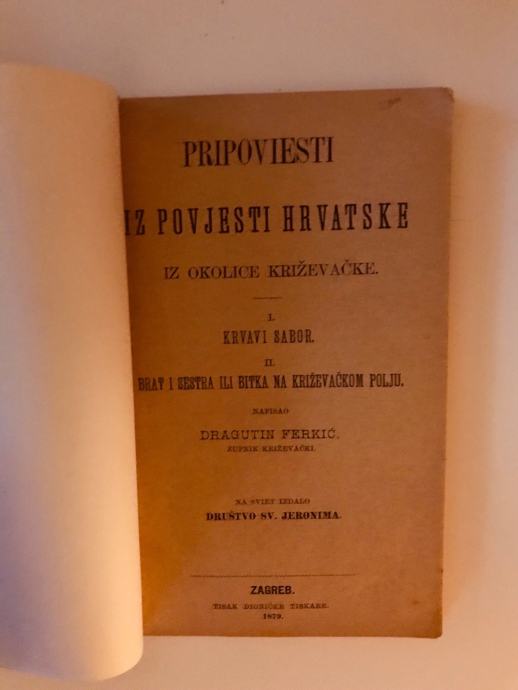 PRIPOVIESTI
IZ POVJESTI HRVATSKE
IZ OKOLICE KRIŽEVAČKE.
I.
KRVAVI SABOR.
II.
BRAT I SESTRA ILI BITKA NA KRIŽEVAČKOM POLJU.
NAPISAO
DRAGUTIN FERKIĆ,
ŽUPNIK KRIŽEVAČKI.
NA SVIET IZDALO
DRUŠTVO SV. JERONIMA.
ZAGREB.
TISAK DIONIČKE TISKARE.
1879.